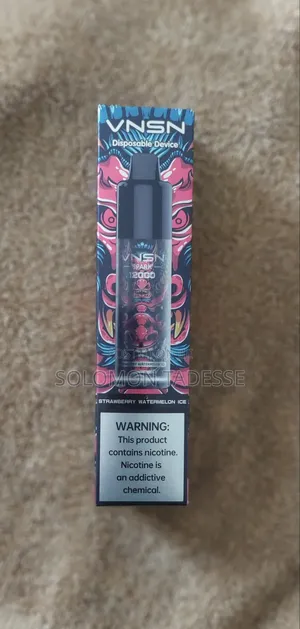 VNSN
Disposable Device
VNSN
SPARK
12000
SOLOMON TADESSE
STRAWBERRY WATERMELON ICE
WARNING:
This product
contains nicotine.
Nicotine is
an addictive
chemical.